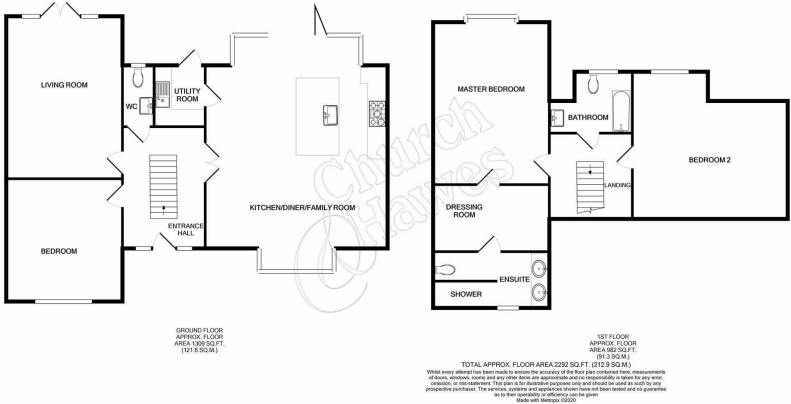 LIVING ROOM
WC
UTILITY
ROOM
KITCHEN/DINER/FAMILY ROOM
ENTRANCE
HALL
BEDROOM
MASTER BEDROOM
BATHROOM
BEDROOM 2
LANDING
DRESSING
ROOM
ENSUITE
SHOWER
Church
& Hawes
GROUND FLOOR
APPROX. FLOOR
AREA 1309 SQ.FT.
(121.6 SQ.M.)
1ST FLOOR
APPROX. FLOOR
AREA 982 SQ.FT.
(91.3 SQ.M.)
TOTAL APPROX. FLOOR AREA 2292 SQ.FT. (212.9 SQ.M.)
Whilst every attempt has been made to ensure the accuracy of the floor plan contained here, measurements
of doors, windows, rooms and any other items are approximate and no responsibility is taken for any error,
omission, or mis-statement. This plan is for illustrative purposes only and should be used as such by any
prospective purchaser. The services, systems and appliances shown have not been tested and no guarantee
as to their operability or efficiency can be given
Made with Metropix ©2020